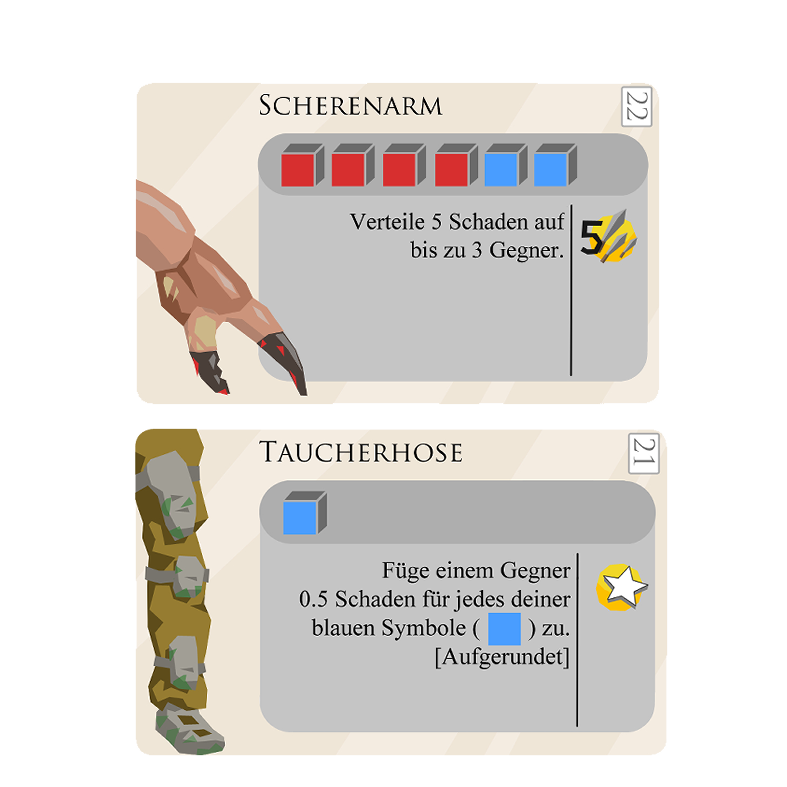 Scherenarm
22
Verteile 5 Schaden auf
bis zu 3 Gegner.
5
Taucherhose
21
Füge einem Gegner
0.5 Schaden für jedes deiner
blauen Symbole ( ) zu.
[Aufgerundet]